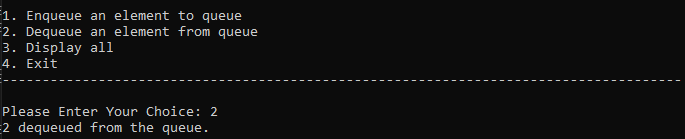 1. Enqueue an element to queue
2. Dequeue an element from queue
3. Display all
4. Exit
-------------------------------------------------------------------------------------
Please Enter Your Choice: 2
2 dequeued from the queue.